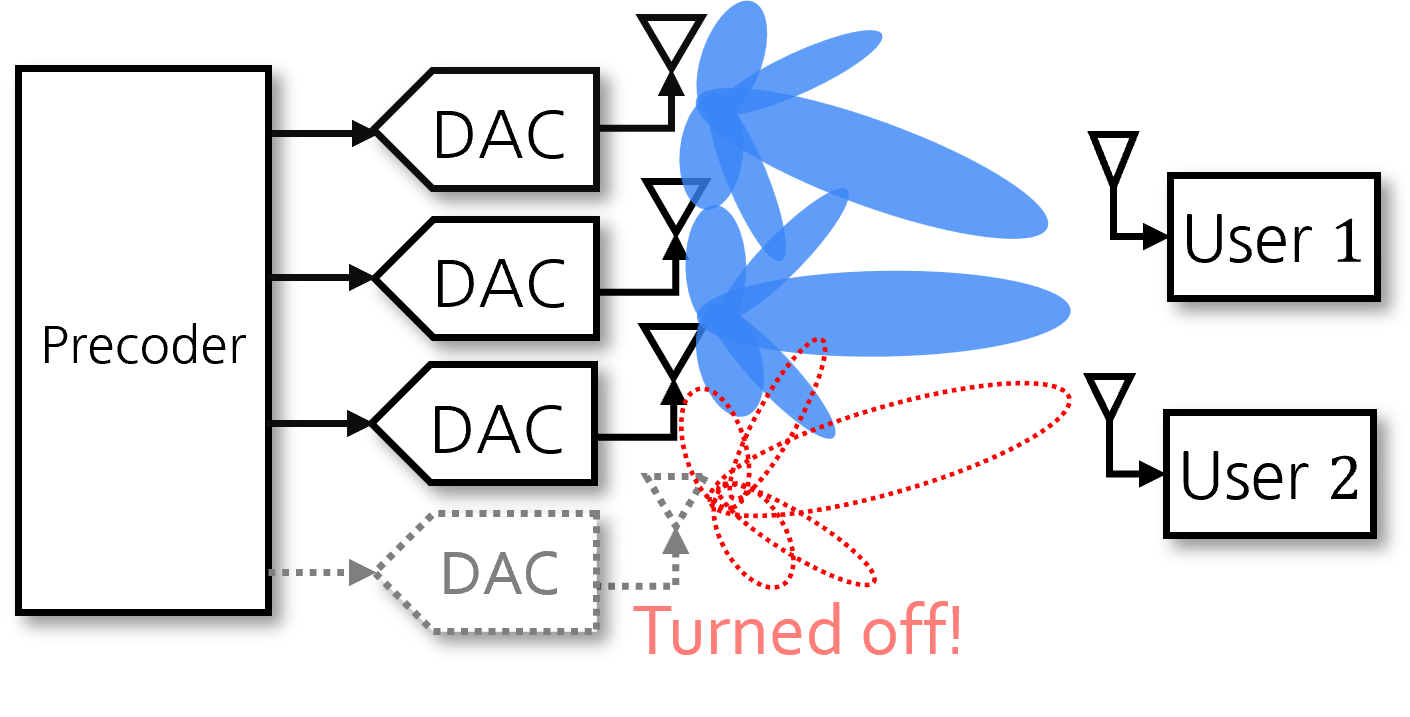 Precoder
DAC
DAC
DAC
DAC
Turned off!
User 1
User 2